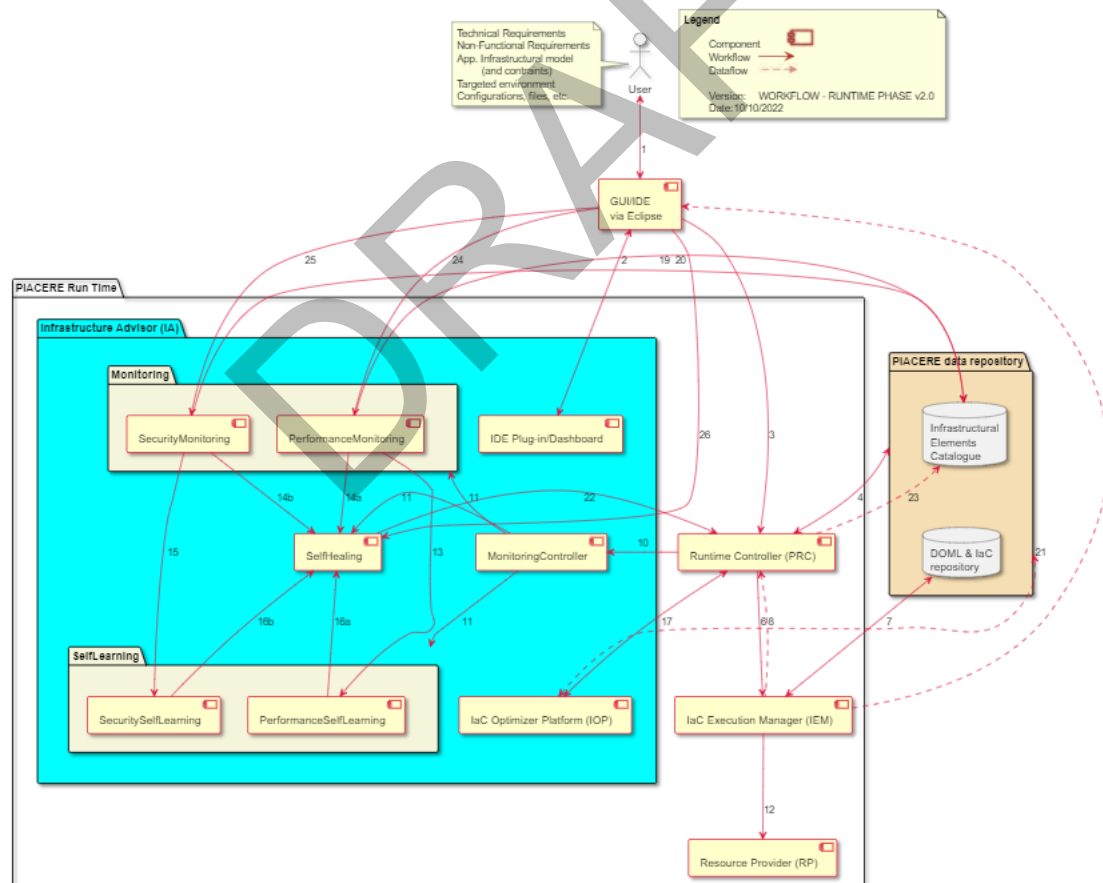 Technical Requirements
Non-Functional Requirements
App. Infrastructural model
(and contraints)
Targeted environment
Configurations, files, etc.
User
Legend
Component
Workflow
Dataflow
Version: WORKFLOW - RUNTIME PHASE v2.0
Date: 10/10/2022
1
GUI/IDE
via Eclipse
25
24
2
19
20
PIACERE Run Time
Infrastructure Advisor (IA)
PIACERE data repository
Monitoring
SecurityMonitoring
PerformanceMonitoring
IDE Plug-in/Dashboard
26
3
Infrastructural
Elements
Catalogue
14b
14a
11
11
22
4
23
15
SelfHealing
13
MonitoringController
10
Runtime Controller (PRC)
DOML & IaC
repository
21
16b
16a
11
17
6
8
7
SelfLearning
SecuritySelfLearning
PerformanceSelfLearning
IaC Optimizer Platform (IOP)
IaC Execution Manager (IEM)
12
Resource Provider (RP)
DRAF